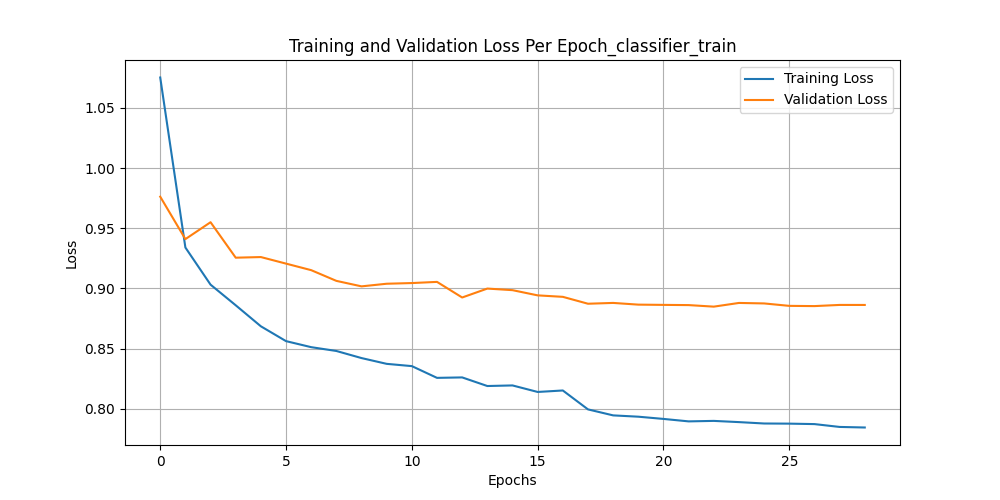 Training and Validation Loss Per Epoch_classifier_train
Training Loss
Validation Loss
Loss
1.05
1.00
0.95
0.90
0.85
0.80
0
5
10
15
20
25
Epochs